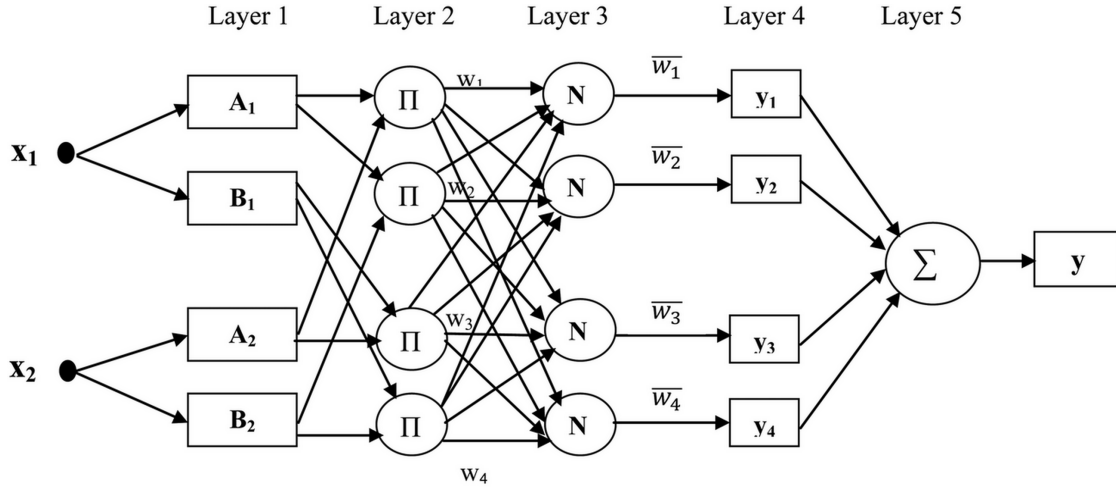 Layer 1 Layer 2 Layer 3 Layer 4 Layer 5
x₁
x₂
A₁
B₁
A₂
B₂
Π
Π
Π
Π
w₁
w₂
w₃
w₄
N
N
N
N
w̅₁
w̅₂
w̅₃
w̅₄
y₁
y₂
y₃
y₄
∑
y